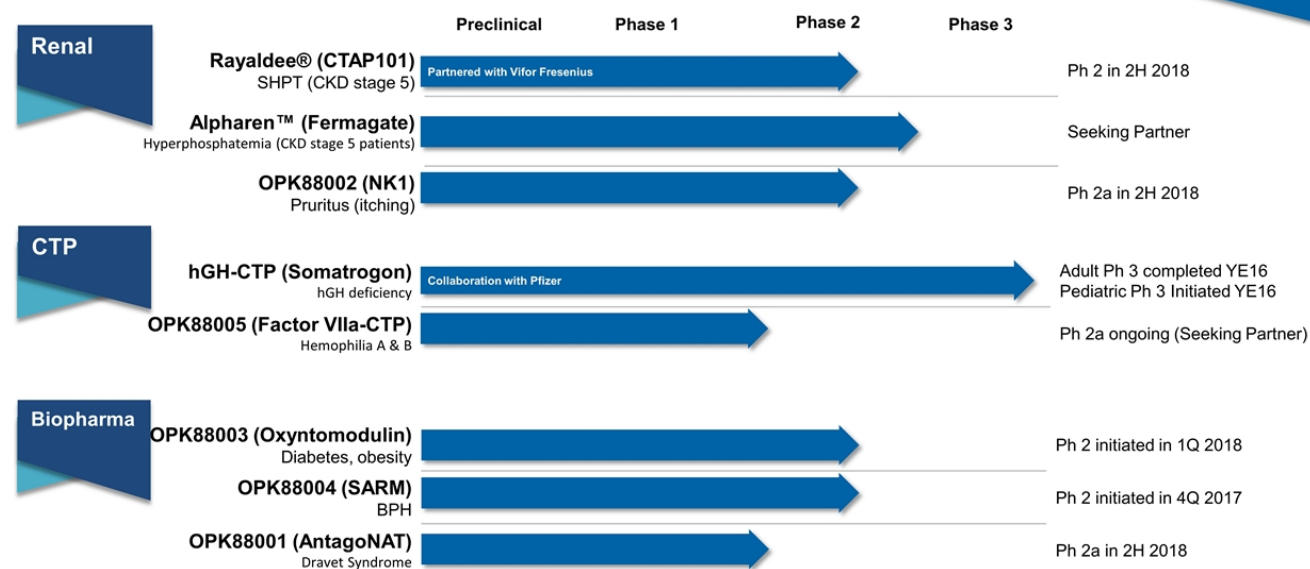 Preclinical Phase 1 Phase 2 Phase 3
Renal
Rayaldee® (CTAP101)
SHPT (CKD stage 5)
Partnered with Vifor Fresenius
Ph 2 in 2H 2018
Alpharen™ (Fermagate)
Hyperphosphatemia (CKD stage 5 patients)
Seeking Partner
OPK88002 (NK1)
Pruritus (itching)
Ph 2a in 2H 2018
CTP
hGH-CTP (Somatrogon)
hGH deficiency
Collaboration with Pfizer
Adult Ph 3 completed YE16
Pediatric Ph 3 Initiated YE16
OPK88005 (Factor VIIa-CTP)
Hemophilia A & B
Ph 2a ongoing (Seeking Partner)
Biopharma
OPK88003 (Oxyntomodulin)
Diabetes, obesity
Ph 2 initiated in 1Q 2018
OPK88004 (SARM)
BPH
Ph 2 initiated in 4Q 2017
OPK88001 (AntagoNAT)
Dravet Syndrome
Ph 2a in 2H 2018